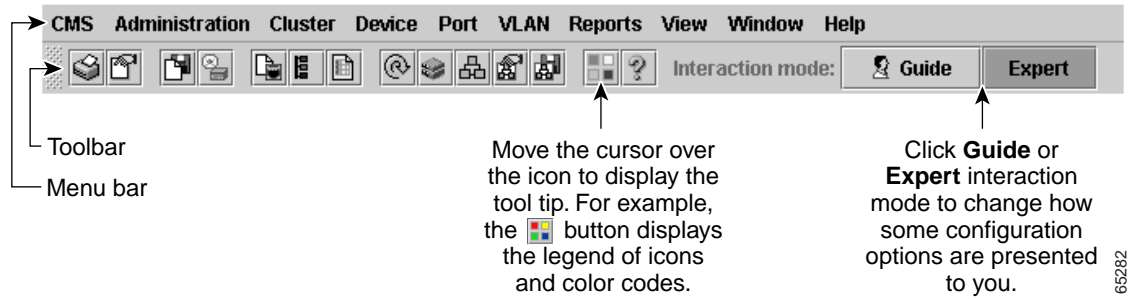 CMS Administration Cluster Device Port VLAN Reports View Window Help
Interaction mode: Guide Expert
Toolbar
Menu bar
Move the cursor over
the icon to display the
tool tip. For example,
the button displays
the legend of icons
and color codes.
Click Guide or
Expert interaction
mode to change how
some configuration
options are presented
to you.
65282